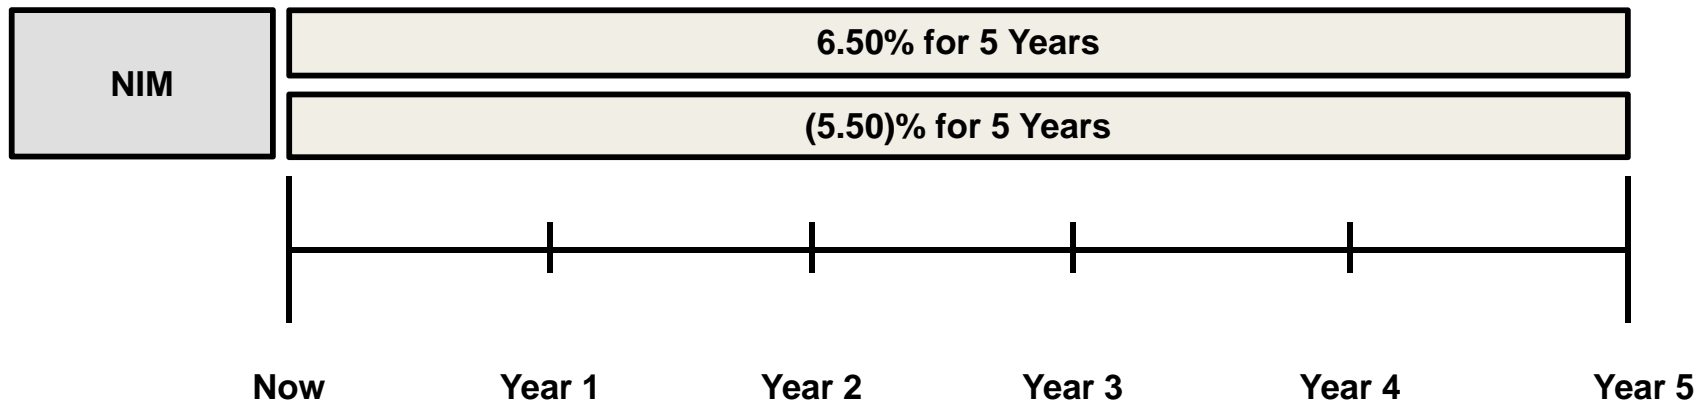 NIM
6.50% for 5 Years
(5.50)% for 5 Years
Now
Year 1
Year 2
Year 3
Year 4
Year 5